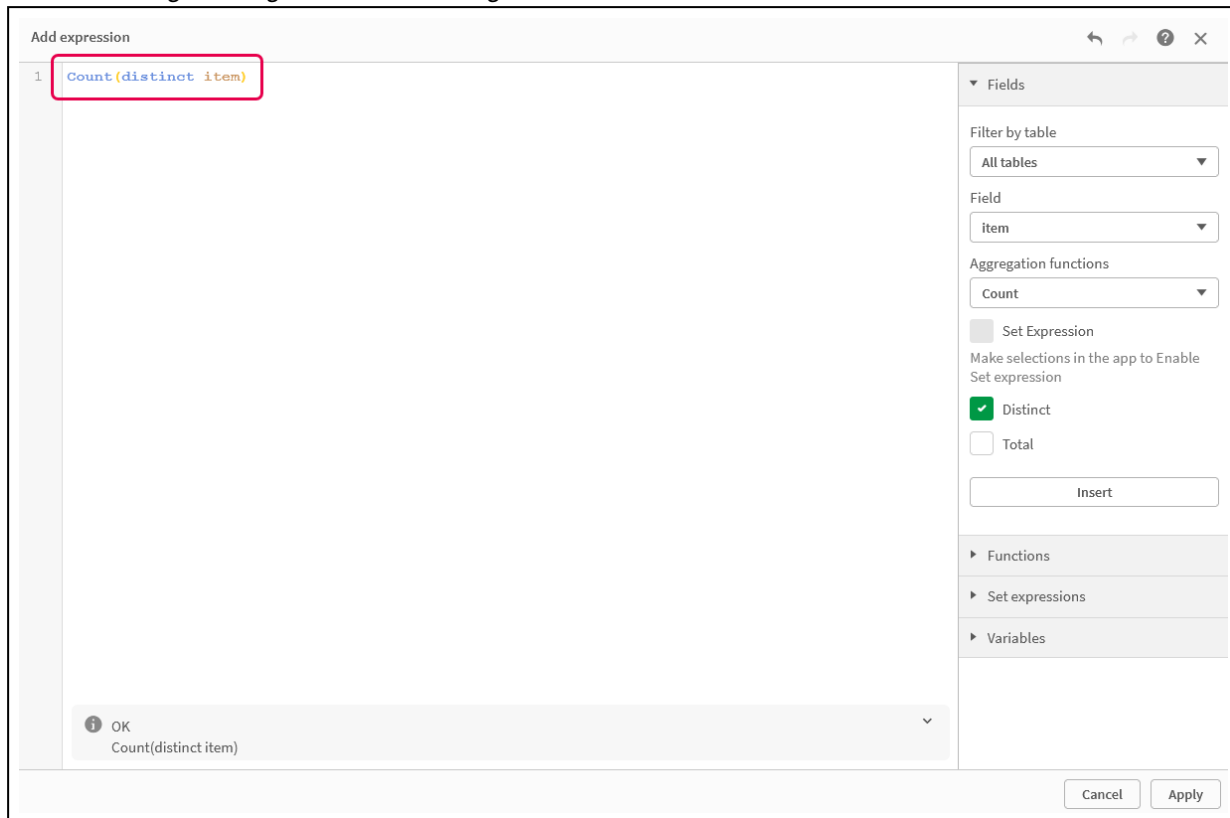 Add expression
1 Count(distinct item)
Fields
Filter by table
All tables
Field
item
Aggregation functions
Count
Set Expression
Make selections in the app to Enable
Set expression
Distinct
Total
Insert
Functions
Set expressions
Variables
OK
Count(distinct item)
Cancel Apply